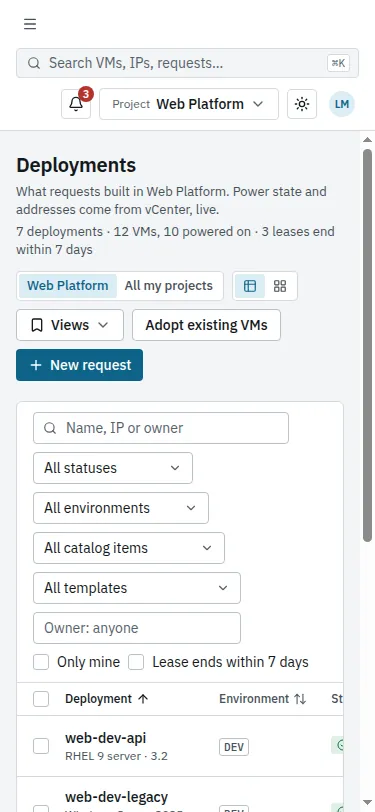 Search VMs, IPs, requests... ⌘K
3
Project Web Platform
LM
Deployments
What requests built in Web Platform. Power state and
addresses come from vCenter, live.
7 deployments · 12 VMs, 10 powered on · 3 leases end
within 7 days
Web Platform All my projects
Views Adopt existing VMs
New request
Name, IP or owner
All statuses
All environments
All catalog items
All templates
Owner: anyone
Only mine Lease ends within 7 days
Deployment Environment St
web-dev-api
RHEL 9 server · 3.2
DEV
web-dev-legacy